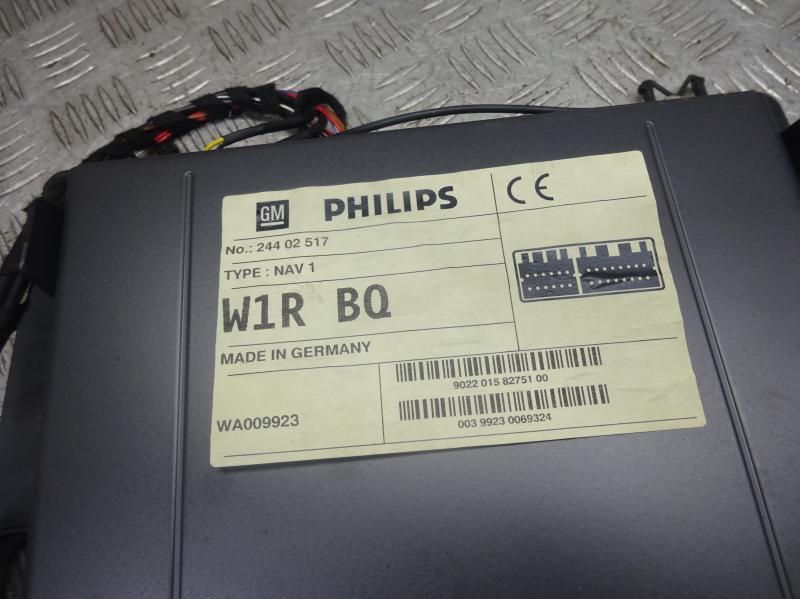 GM PHILIPS CE
No.: 244 02 517
TYPE : NAV 1
W1R BQ
MADE IN GERMANY
9022 015 82751 00
WA009923
003 9923 0069324